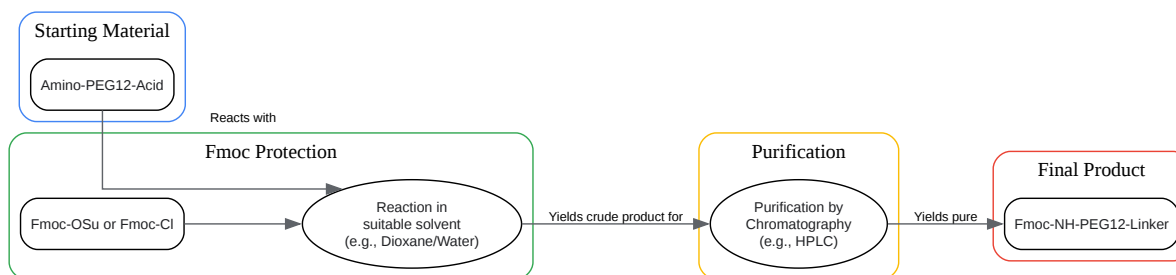 Starting Material
Amino-PEG12-Acid
Reacts with
Fmoc Protection
Fmoc-OSu or Fmoc-Cl
Reaction in
suitable solvent
(e.g., Dioxane/Water)
Yields crude product for
Purification
Purification by
Chromatography
(e.g., HPLC)
Yields pure
Final Product
Fmoc-NH-PEG12-Linker